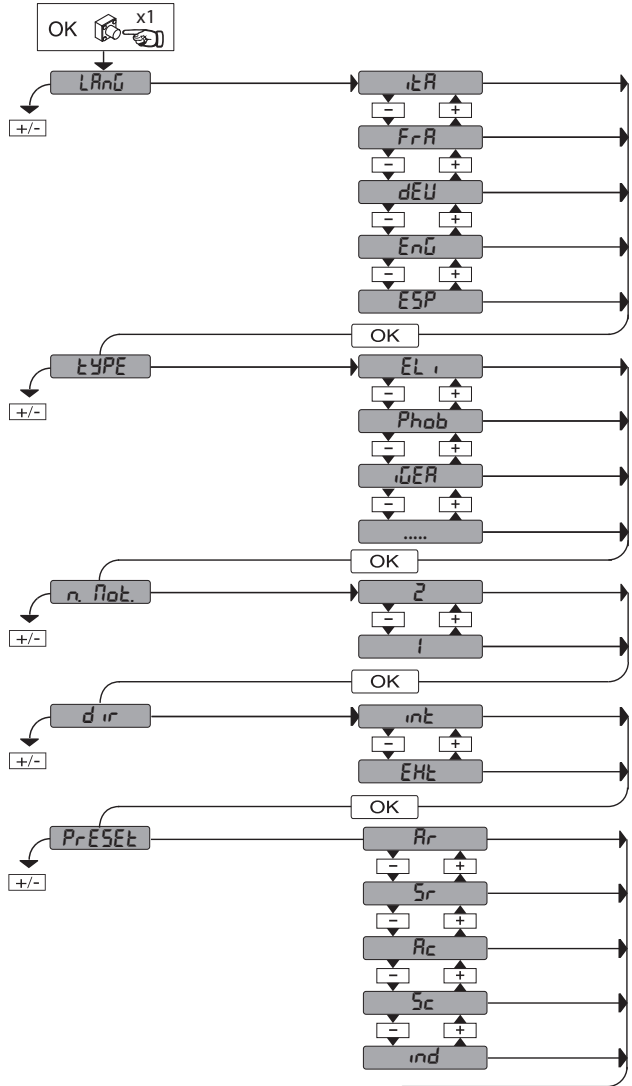 OK x1
LAnG
+/-
itA
- +
FrA
- +
dEU
- +
EnG
- +
ESP
OK
tYPE
+/-
ELi
- +
Phob
- +
iGEA
- +
.....
OK
n. Mot.
+/-
2
- +
1
OK
dir
+/-
int
- +
EHt
OK
PrESEt
+/-
Ar
- +
Sr
- +
Ac
- +
Sc
- +
ind